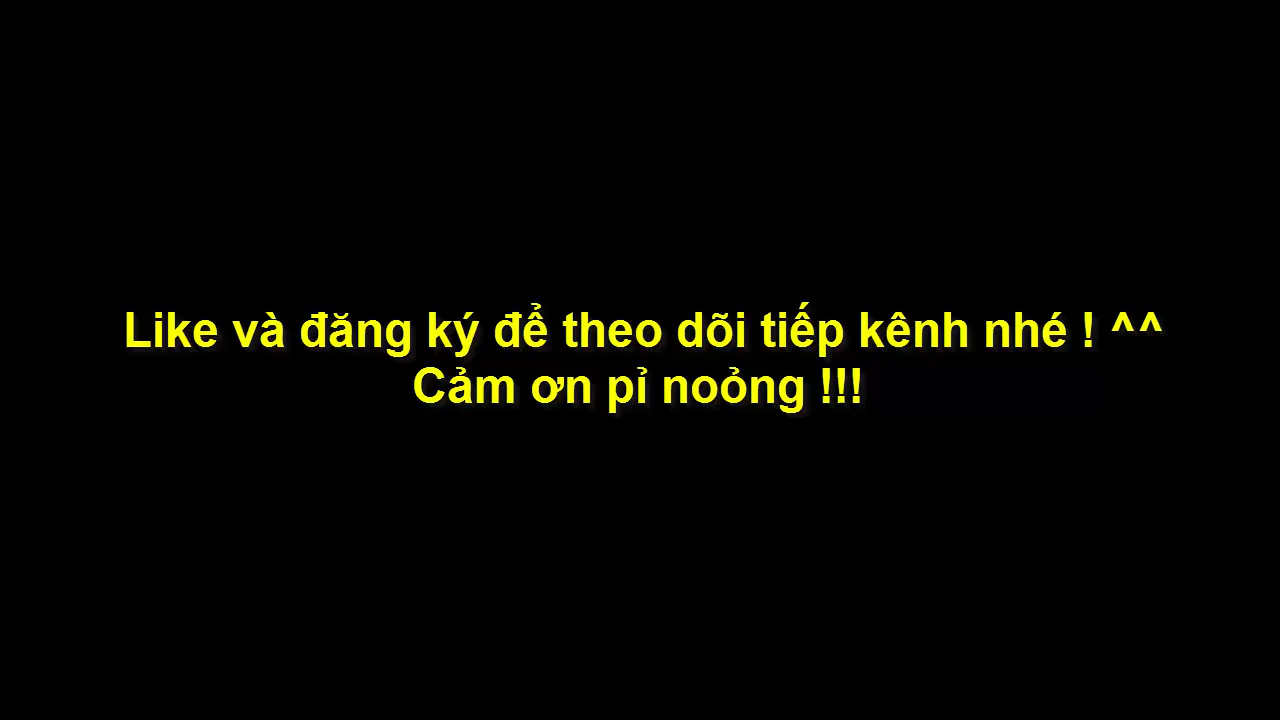 Like và đăng ký để theo dõi tiếp kênh nhé ! ^^
Cảm ơn pỉ noỏng !!!